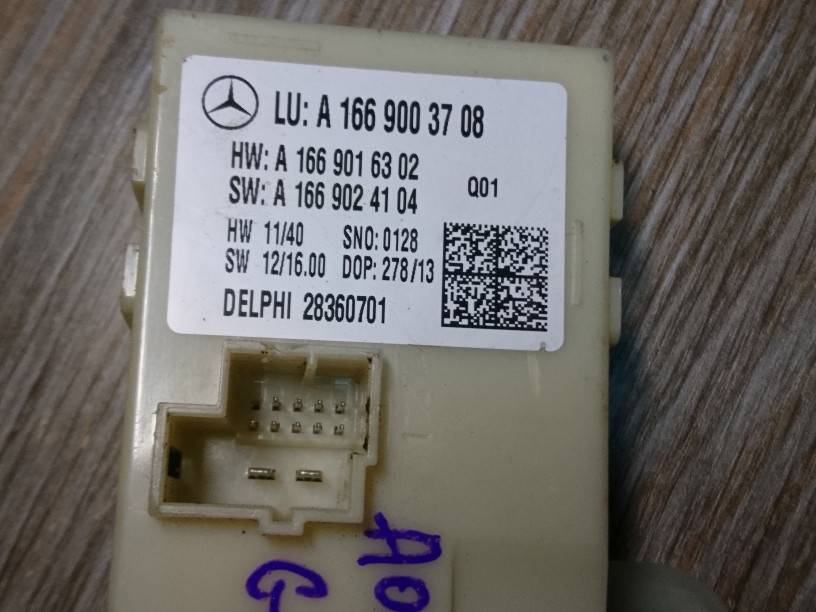 LU: A 166 900 37 08
HW: A 166 901 63 02
SW: A 166 902 41 04
Q01
HW 11/40 SNO: 0128
SW 12/16.00 DOP: 278/13
DELPHI 28360701
A0
G